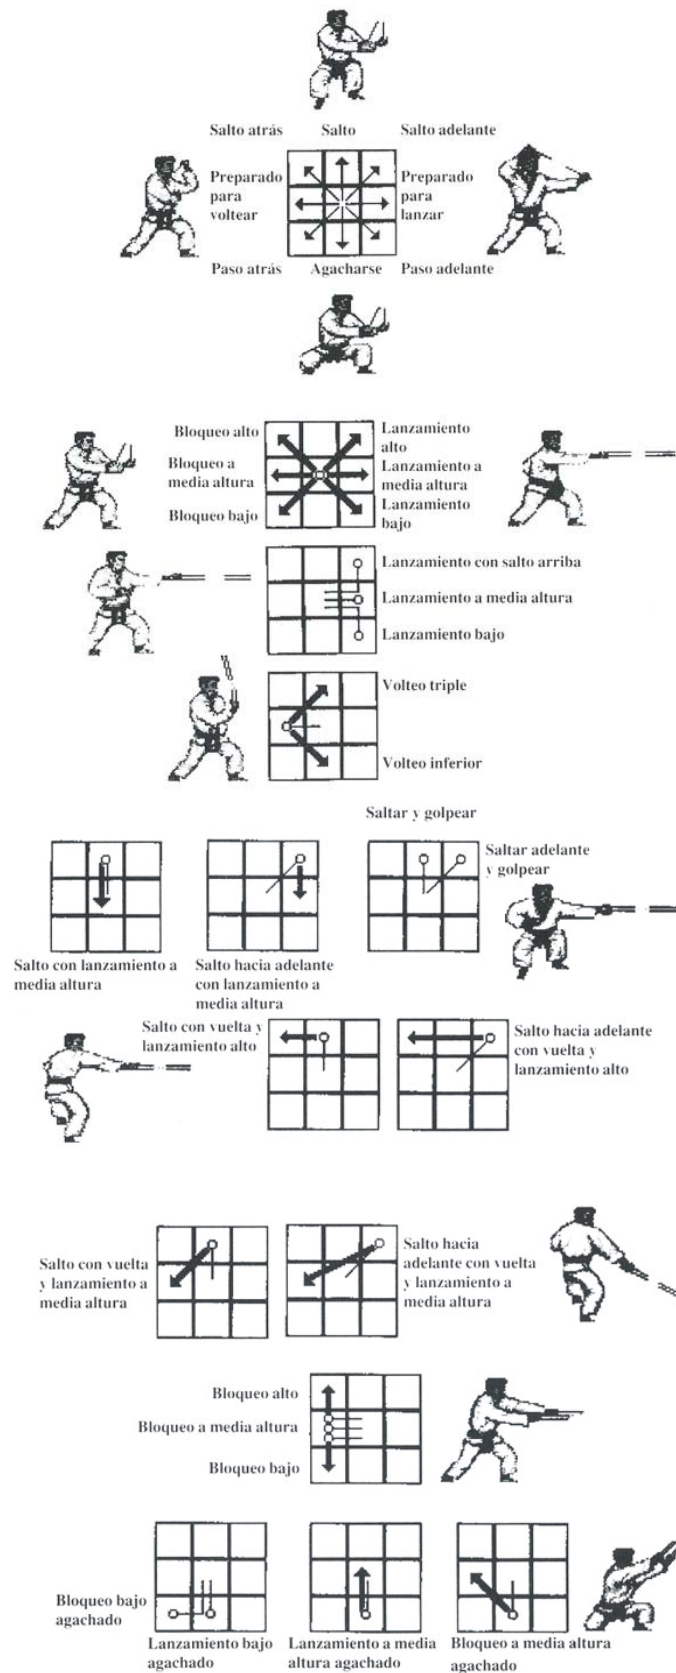 Salto atrás Salto Salto adelante
Preparado
para
voltear
Preparado
para
lanzar
Paso atrás Agacharse Paso adelante
Bloqueo alto
Bloqueo a
media altura
Bloqueo bajo
Lanzamiento
alto
Lanzamiento a
media altura
Lanzamiento
bajo
Lanzamiento con salto arriba
Lanzamiento a media altura
Lanzamiento bajo
Volteo triple
Volteo inferior
Saltar y golpear
Saltar adelante
y golpear
Salto con lanzamiento a
media altura
Salto hacia adelante
con lanzamiento a
media altura
Salto con vuelta y
lanzamiento alto
Salto hacia adelante
con vuelta y
lanzamiento alto
Salto con vuelta
y lanzamiento a
media altura
Salto hacia
adelante con vuelta
y lanzamiento a
media altura
Bloqueo alto
Bloqueo a media altura
Bloqueo bajo
Bloqueo bajo
agachado
Lanzamiento bajo
agachado
Lanzamiento a media
altura agachado
Bloqueo a media altura
agachado